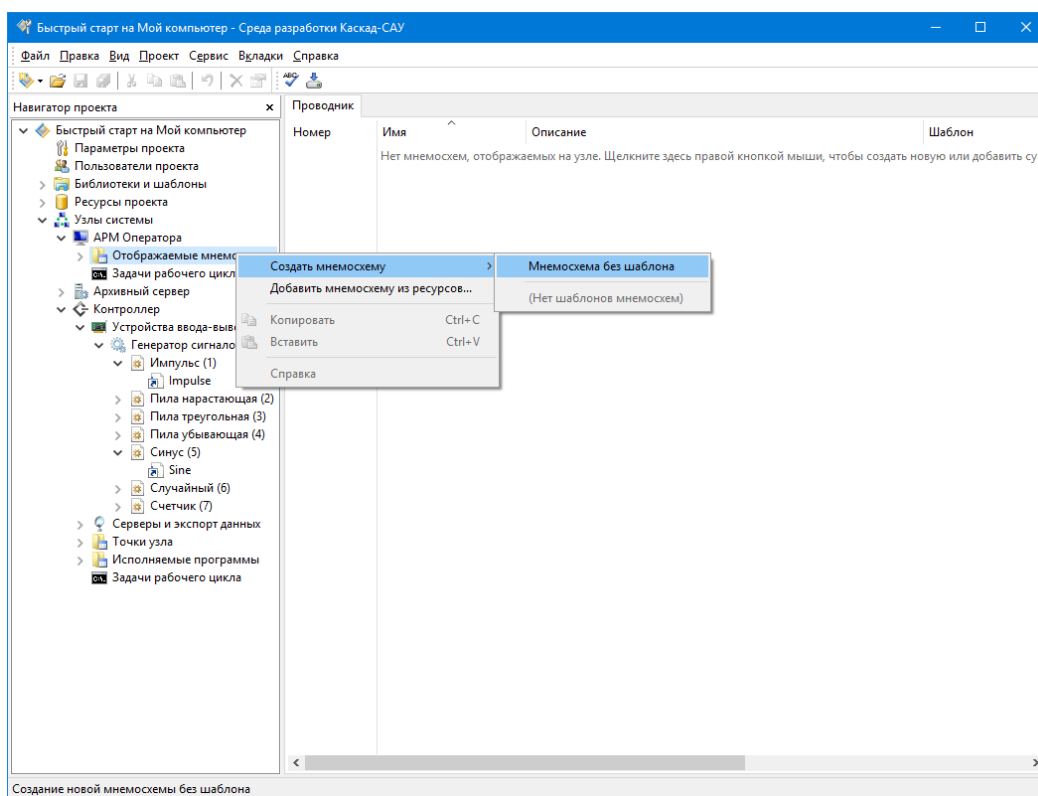 Быстрый старт на Мой компьютер - Среда разработки Каскад-САУ
Файл Правка Вид Проект Сервис Вкладки Справка
ABC
Навигатор проекта
Проводник
Быстрый старт на Мой компьютер
Параметры проекта
Пользователи проекта
Библиотеки и шаблоны
Ресурсы проекта
Узлы системы
АРМ Оператора
Отображаемые мнемо
Задачи рабочего цикл
Архивный сервер
Контроллер
Устройства ввода-выв
Генератор сигнало
Импульс (1)
Impulse
Пила нарастающая (2)
Пила треугольная (3)
Пила убывающая (4)
Синус (5)
Sine
Случайный (6)
Счетчик (7)
Серверы и экспорт данных
Точки узла
Исполняемые программы
Задачи рабочего цикла
Номер Имя Описание Шаблон
Нет мнемосхем, отображаемых на узле. Щелкните здесь правой кнопкой мыши, чтобы создать новую или добавить су
Создать мнемосхему
Добавить мнемосхему из ресурсов...
Копировать Ctrl+C
Вставить Ctrl+V
Справка
Мнемосхема без шаблона
(Нет шаблонов мнемосхем)
Создание новой мнемосхемы без шаблона